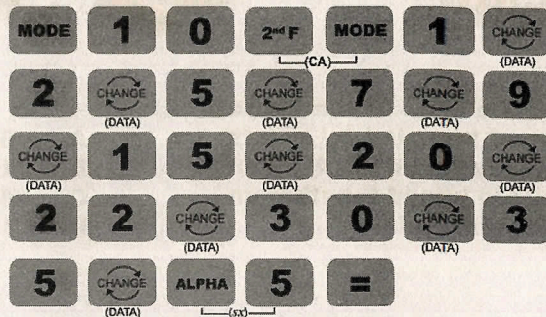 MODE 1 0 2nd F MODE 1 CHANGE
(CA) (DATA)
2 CHANGE 5 CHANGE 7 CHANGE 9
(DATA) (DATA) (DATA)
CHANGE 1 5 CHANGE 2 0 CHANGE
(DATA) (DATA) (DATA)
2 2 CHANGE 3 0 CHANGE 3
(DATA) (DATA)
5 CHANGE ALPHA 5 =
(DATA) (sx)